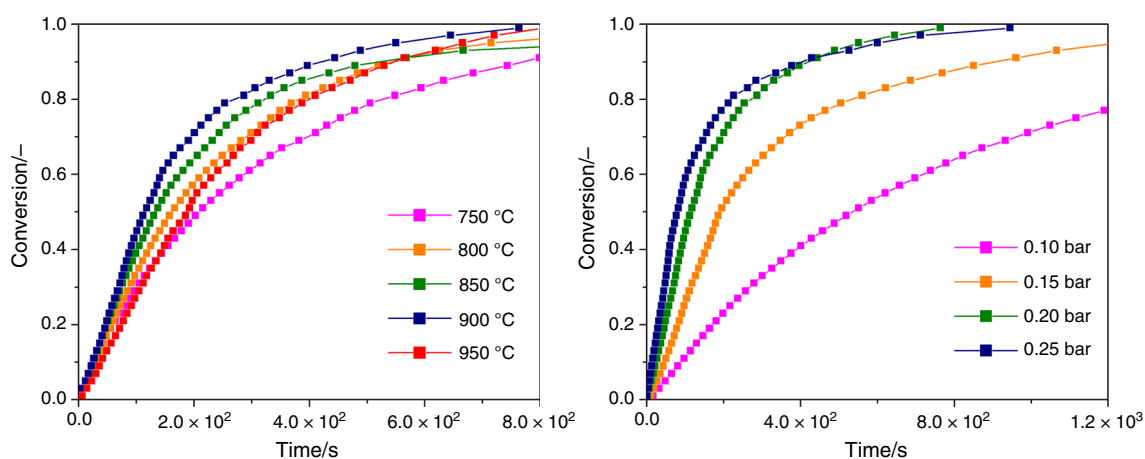 1.0
0.8
0.6
0.4
0.2
0.0
Conversion/–
0.0
2.0 × 10²
4.0 × 10²
6.0 × 10²
8.0 × 10²
Time/s
750 °C
800 °C
850 °C
900 °C
950 °C
1.0
0.8
0.6
0.4
0.2
0.0
Conversion/–
0.0
4.0 × 10²
8.0 × 10²
1.2 × 10³
Time/s
0.10 bar
0.15 bar
0.20 bar
0.25 bar